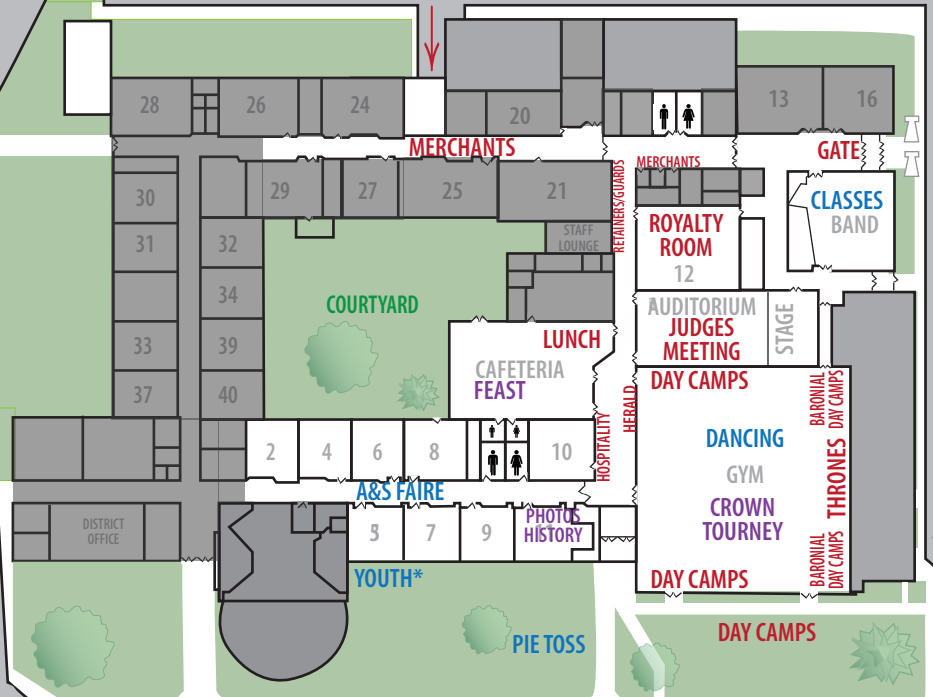 28
26
24
20
13
16
MERCHANTS
GATE
RETAINERS/GUARDS
MERCHANTS
30
29
27
25
21
CLASSES
BAND
31
32
STAFF
LOUNGE
ROYALTY
ROOM
12
34
COURTYARD
AUDITORIUM
JUDGES
MEETING
STAGE
33
39
LUNCH
CAFETERIA
FEAST
37
40
HERALD
DAY CAMPS
BARONIAL
DAY CAMPS
HOSPITALITY
2
4
6
8
10
DANCING
GYM
CROWN
TOURNEY
THRONES
A&S FAIRE
DISTRICT
OFFICE
5
7
9
11
PHOTOS
HISTORY
YOUTH*
DAY CAMPS
BARONIAL
DAY CAMPS
PIE TOSS
DAY CAMPS